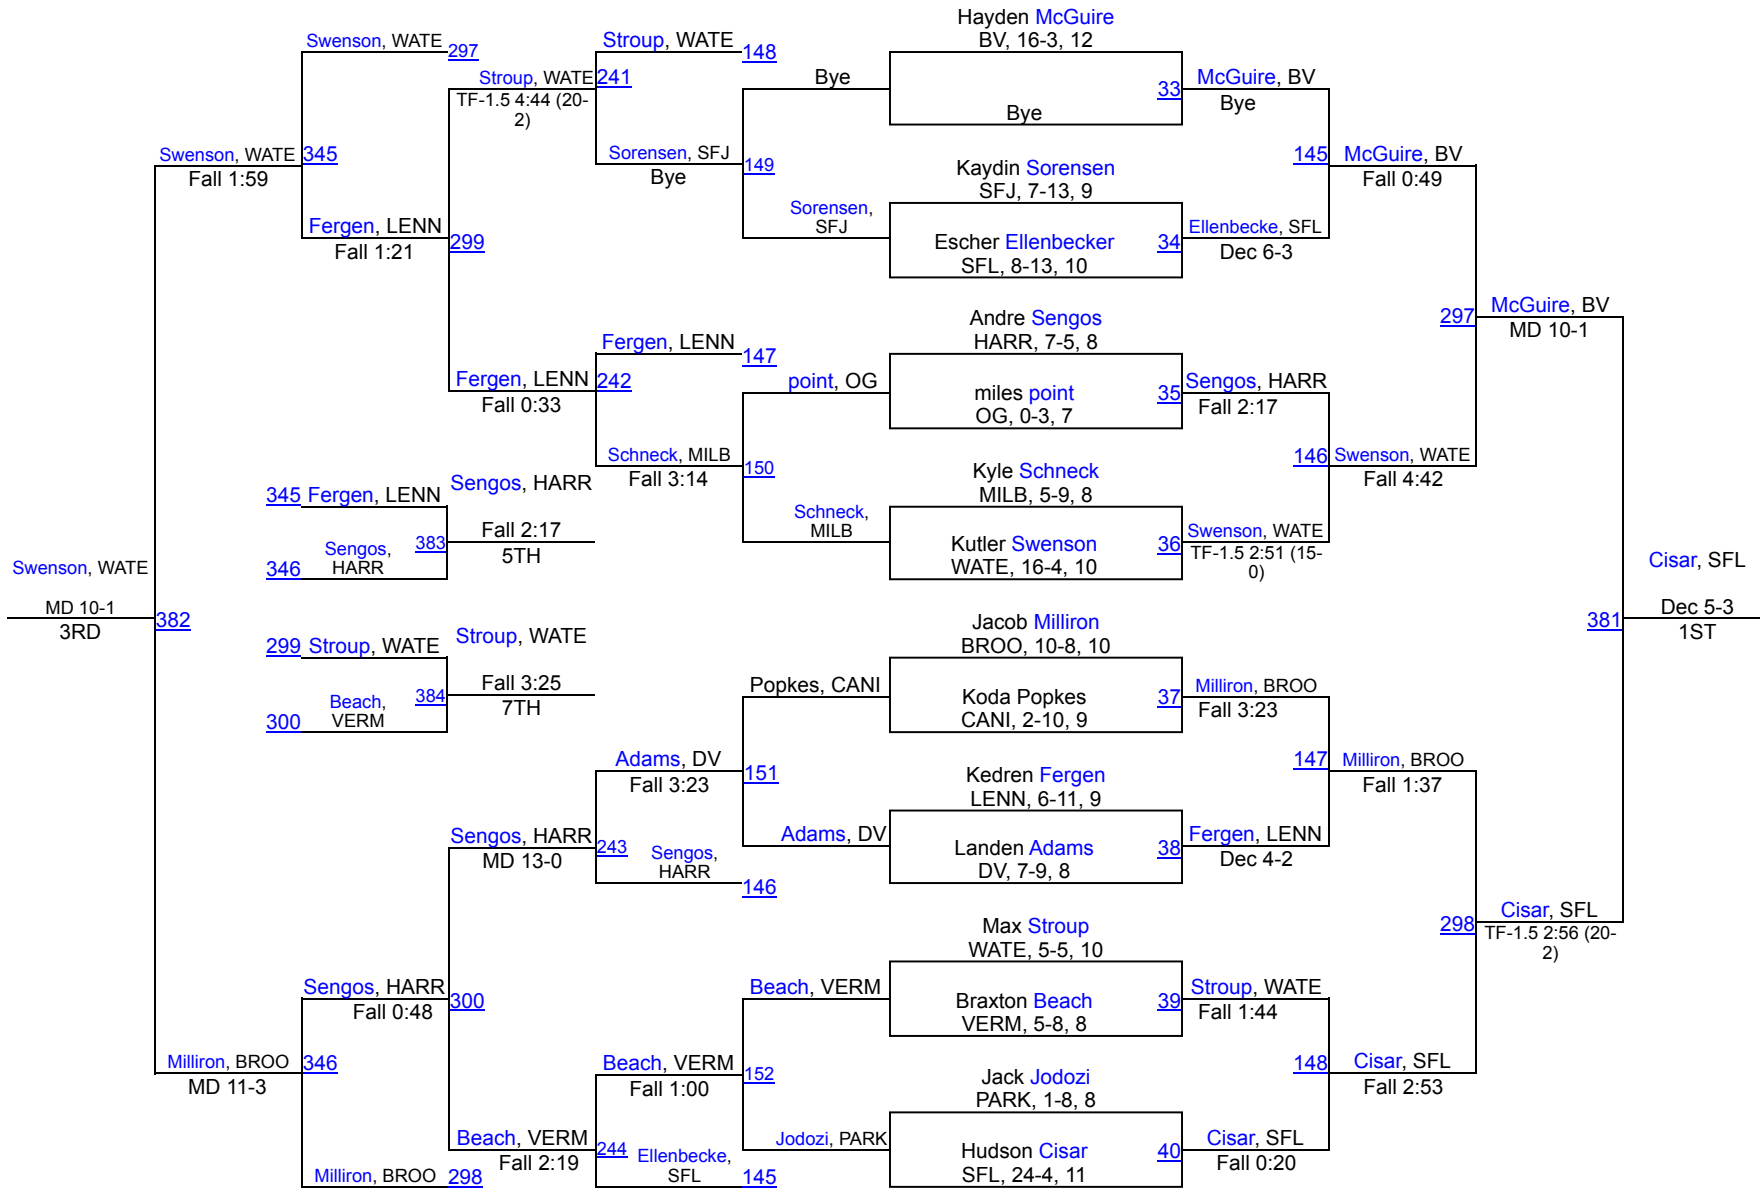 Hayden McGuire
BV, 16-3, 12
Bye
33
McGuire, BV
Bye
Kaydin Sorensen
SFJ, 7-13, 9
Escher Ellenbecker
SFL, 8-13, 10
34
Ellenbecke, SFL
Dec 6-3
145
McGuire, BV
Fall 0:49
Andre Sengos
HARR, 7-5, 8
miles point
OG, 0-3, 7
35
Sengos, HARR
Fall 2:17
Kyle Schneck
MILB, 5-9, 8
Kutler Swenson
WATE, 16-4, 10
36
Swenson, WATE
TF-1.5 2:51 (15-
0)
146
Swenson, WATE
Fall 4:42
297
McGuire, BV
MD 10-1
Jacob Milliron
BROO, 10-8, 10
Koda Popkes
CANI, 2-10, 9
37
Milliron, BROO
Fall 3:23
Kedren Fergen
LENN, 6-11, 9
Landen Adams
DV, 7-9, 8
38
Fergen, LENN
Dec 4-2
147
Milliron, BROO
Fall 1:37
Max Stroup
WATE, 5-5, 10
Braxton Beach
VERM, 5-8, 8
39
Stroup, WATE
Fall 1:44
Jack Jodozi
PARK, 1-8, 8
Hudson Cisar
SFL, 24-4, 11
40
Cisar, SFL
Fall 0:20
148
Cisar, SFL
Fall 2:53
298
Cisar, SFL
TF-1.5 2:56 (20-
2)
381
Cisar, SFL
Dec 5-3
1ST
Stroup, WATE
148
Bye
Sorensen,
SFJ
149
Sorensen, SFJ
Bye
241
Stroup, WATE
TF-1.5 4:44 (20-
2)
Fergen, LENN
147
point, OG
Schneck,
MILB
150
Schneck, MILB
Fall 3:14
242
Fergen, LENN
Fall 0:33
299
Fergen, LENN
Fall 1:21
Swenson, WATE
297
345
Swenson, WATE
Fall 1:59
345
Fergen, LENN
346
Sengos,
HARR
383
Sengos, HARR
Fall 2:17
5TH
299
Stroup, WATE
300
Beach,
VERM
384
Stroup, WATE
Fall 3:25
7TH
Popkes, CANI
Adams, DV
151
Adams, DV
Fall 3:23
Sengos,
HARR
146
243
Sengos, HARR
MD 13-0
Beach, VERM
Jodozi, PARK
152
Beach, VERM
Fall 1:00
Ellenbecke,
SFL
145
244
Beach, VERM
Fall 2:19
300
Sengos, HARR
Fall 0:48
Milliron, BROO
298
346
Milliron, BROO
MD 11-3
382
Swenson, WATE
MD 10-1
3RD